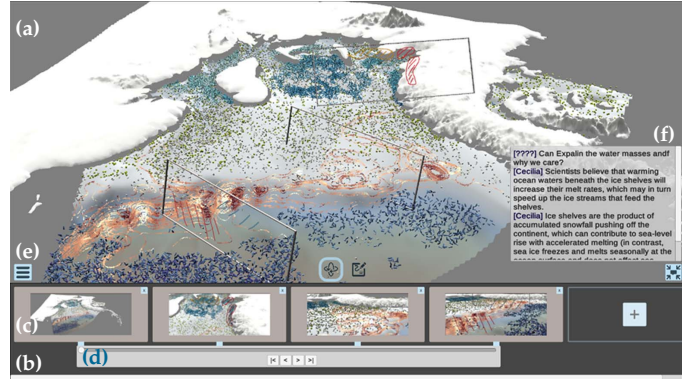 (a)
(f)
[????] Can Expalin the water masses andf
why we care?
[Cecilia] Scientists believe that warming
ocean waters beneath the ice shelves will
increase their melt rates, which may in turn
speed up the ice streams that feed the
shelves.
[Cecilia] Ice shelves are the product of
accumulated snowfall pushing off the
continent, which can contribute to sea-level
rise with accelerated melting (in contrast,
sea ice freezes and melts seasonally at the
(e)
(c)
+
(b)
(d)
|< < > >|